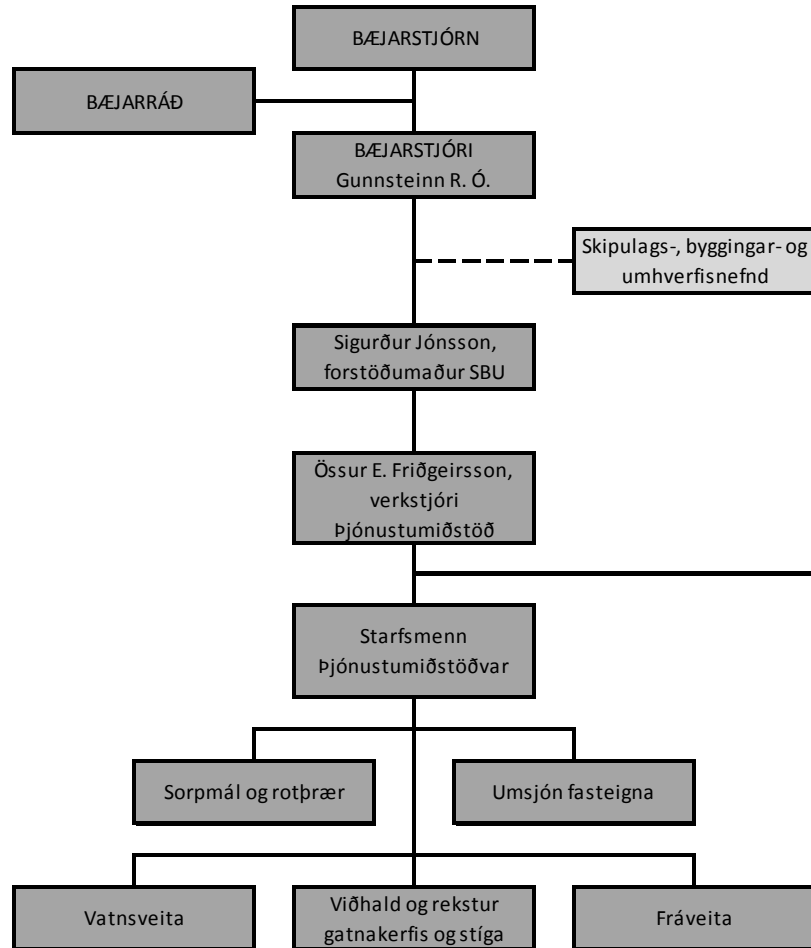 BÆJARSTJÓRN
BÆJARRÁÐ
BÆJARSTJÓRI
Gunnsteinn R. Ó.
Skipulags-, byggingar- og
umhverfisnefnd
Sigurður Jónsson,
forstöðumaður SBU
Össur E. Friðgeirsson,
verkstjóri
Þjónustumiðstöð
Starfsmenn
Þjónustumiðstöðvar
Sorpmál og rotþrær
Umsjón fasteigna
Vatnsveita
Viðhald og rekstur
gatnakerfis og stíga
Fráveita